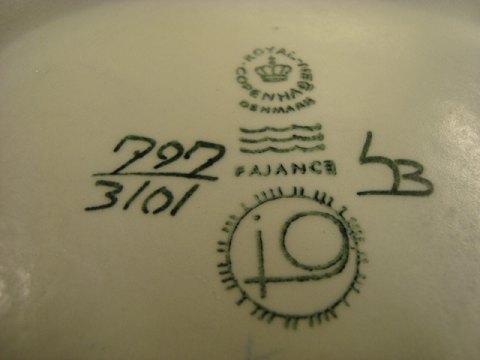 ROYAL
COPENHAGEN
DENMARK
FAJANCE
797
3101